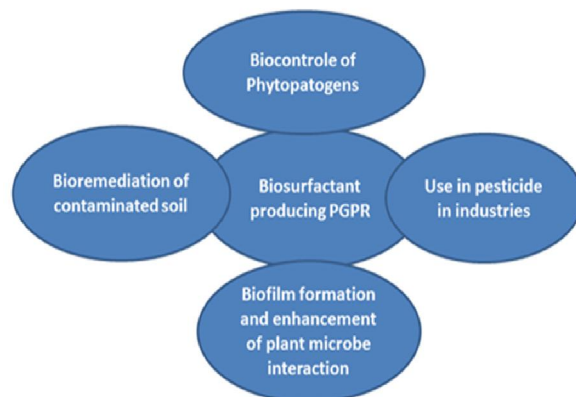 Biocontrole of
Phytopatogens
Bioremediation of
contaminated soil
Biosurfactant
producing PGPR
Use in pesticide
in industries
Biofilm formation
and enhancement
of plant microbe
interaction